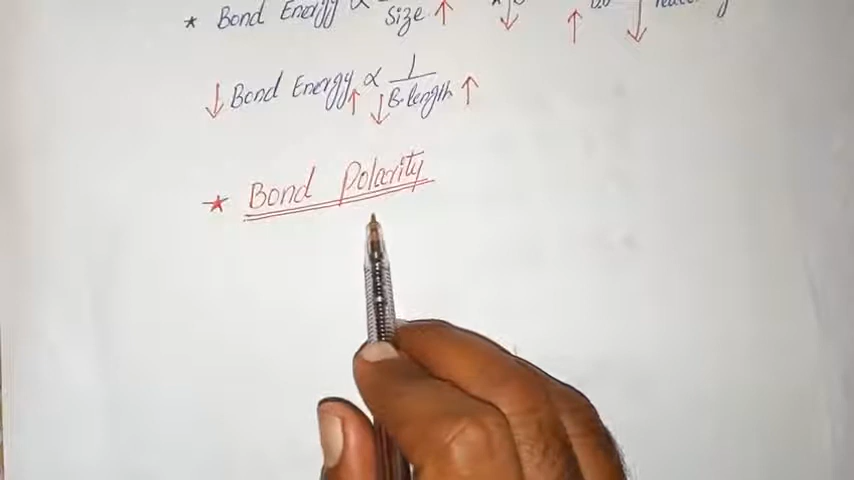 * Bond Energy ∝ Size ↑ ↓ ↑ ↓
↓ Bond Energy ↑ ∝ 1/B.length ↓ ↑
* Bond Polarity